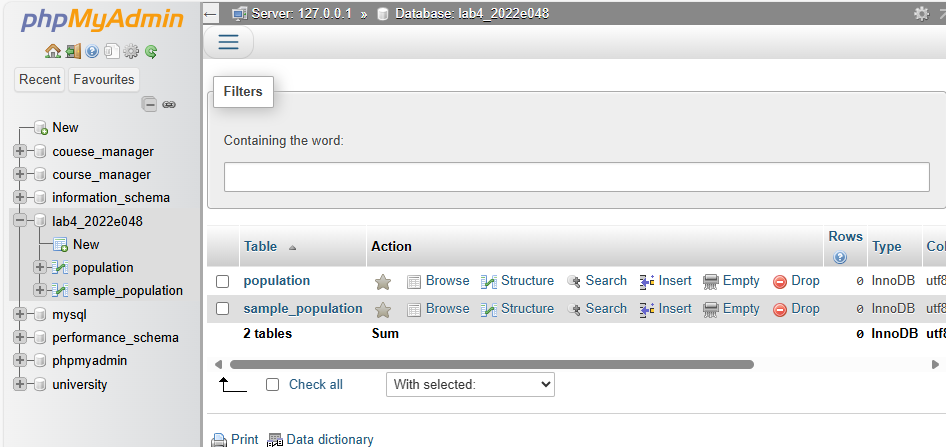 phpMyAdmin
Recent Favourites
New
couese_manager
course_manager
information_schema
lab4_2022e048
New
population
sample_population
mysql
performance_schema
phpmyadmin
university
Server: 127.0.0.1 » Database: lab4_2022e048
Filters
Containing the word:
Table Action Rows Type Col
population Browse Structure Search Insert Empty Drop 0 InnoDB utf8
sample_population Browse Structure Search Insert Empty Drop 0 InnoDB utf8
2 tables Sum 0 InnoDB utf8
Check all With selected:
Print Data dictionary